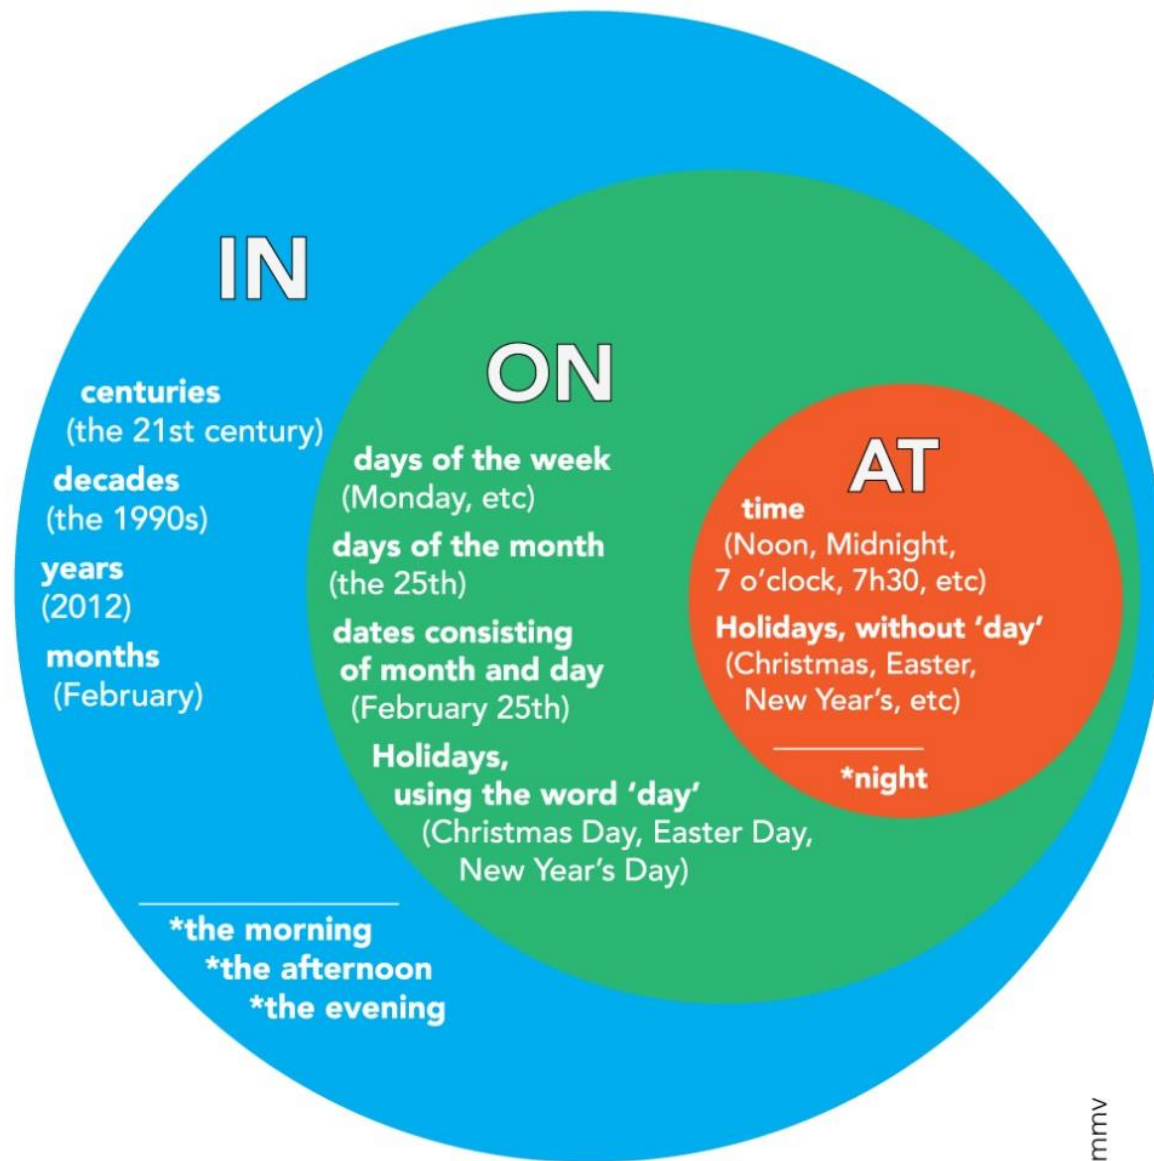 IN
centuries
(the 21st century)
decades
(the 1990s)
years
(2012)
months
(February)
*the morning
*the afternoon
*the evening
ON
days of the week
(Monday, etc)
days of the month
(the 25th)
dates consisting
of month and day
(February 25th)
Holidays,
using the word ‘day’
(Christmas Day, Easter Day,
New Year’s Day)
AT
time
(Noon, Midnight,
7 o’clock, 7h30, etc)
Holidays, without ‘day’
(Christmas, Easter,
New Year’s, etc)
*night
mmv